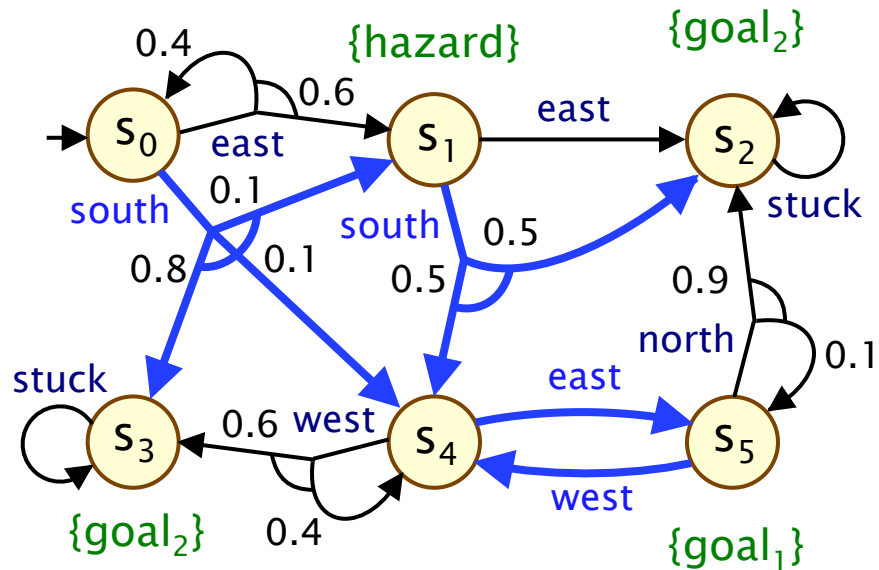 0.4
{hazard}
{goal₂}
0.6
s₀
east
s₁
east
s₂
stuck
south
0.1
south
0.5
0.8
0.1
0.5
0.9
north
0.1
stuck
east
s₃
0.6
west
s₄
s₅
west
0.4
{goal₂}
{goal₁}